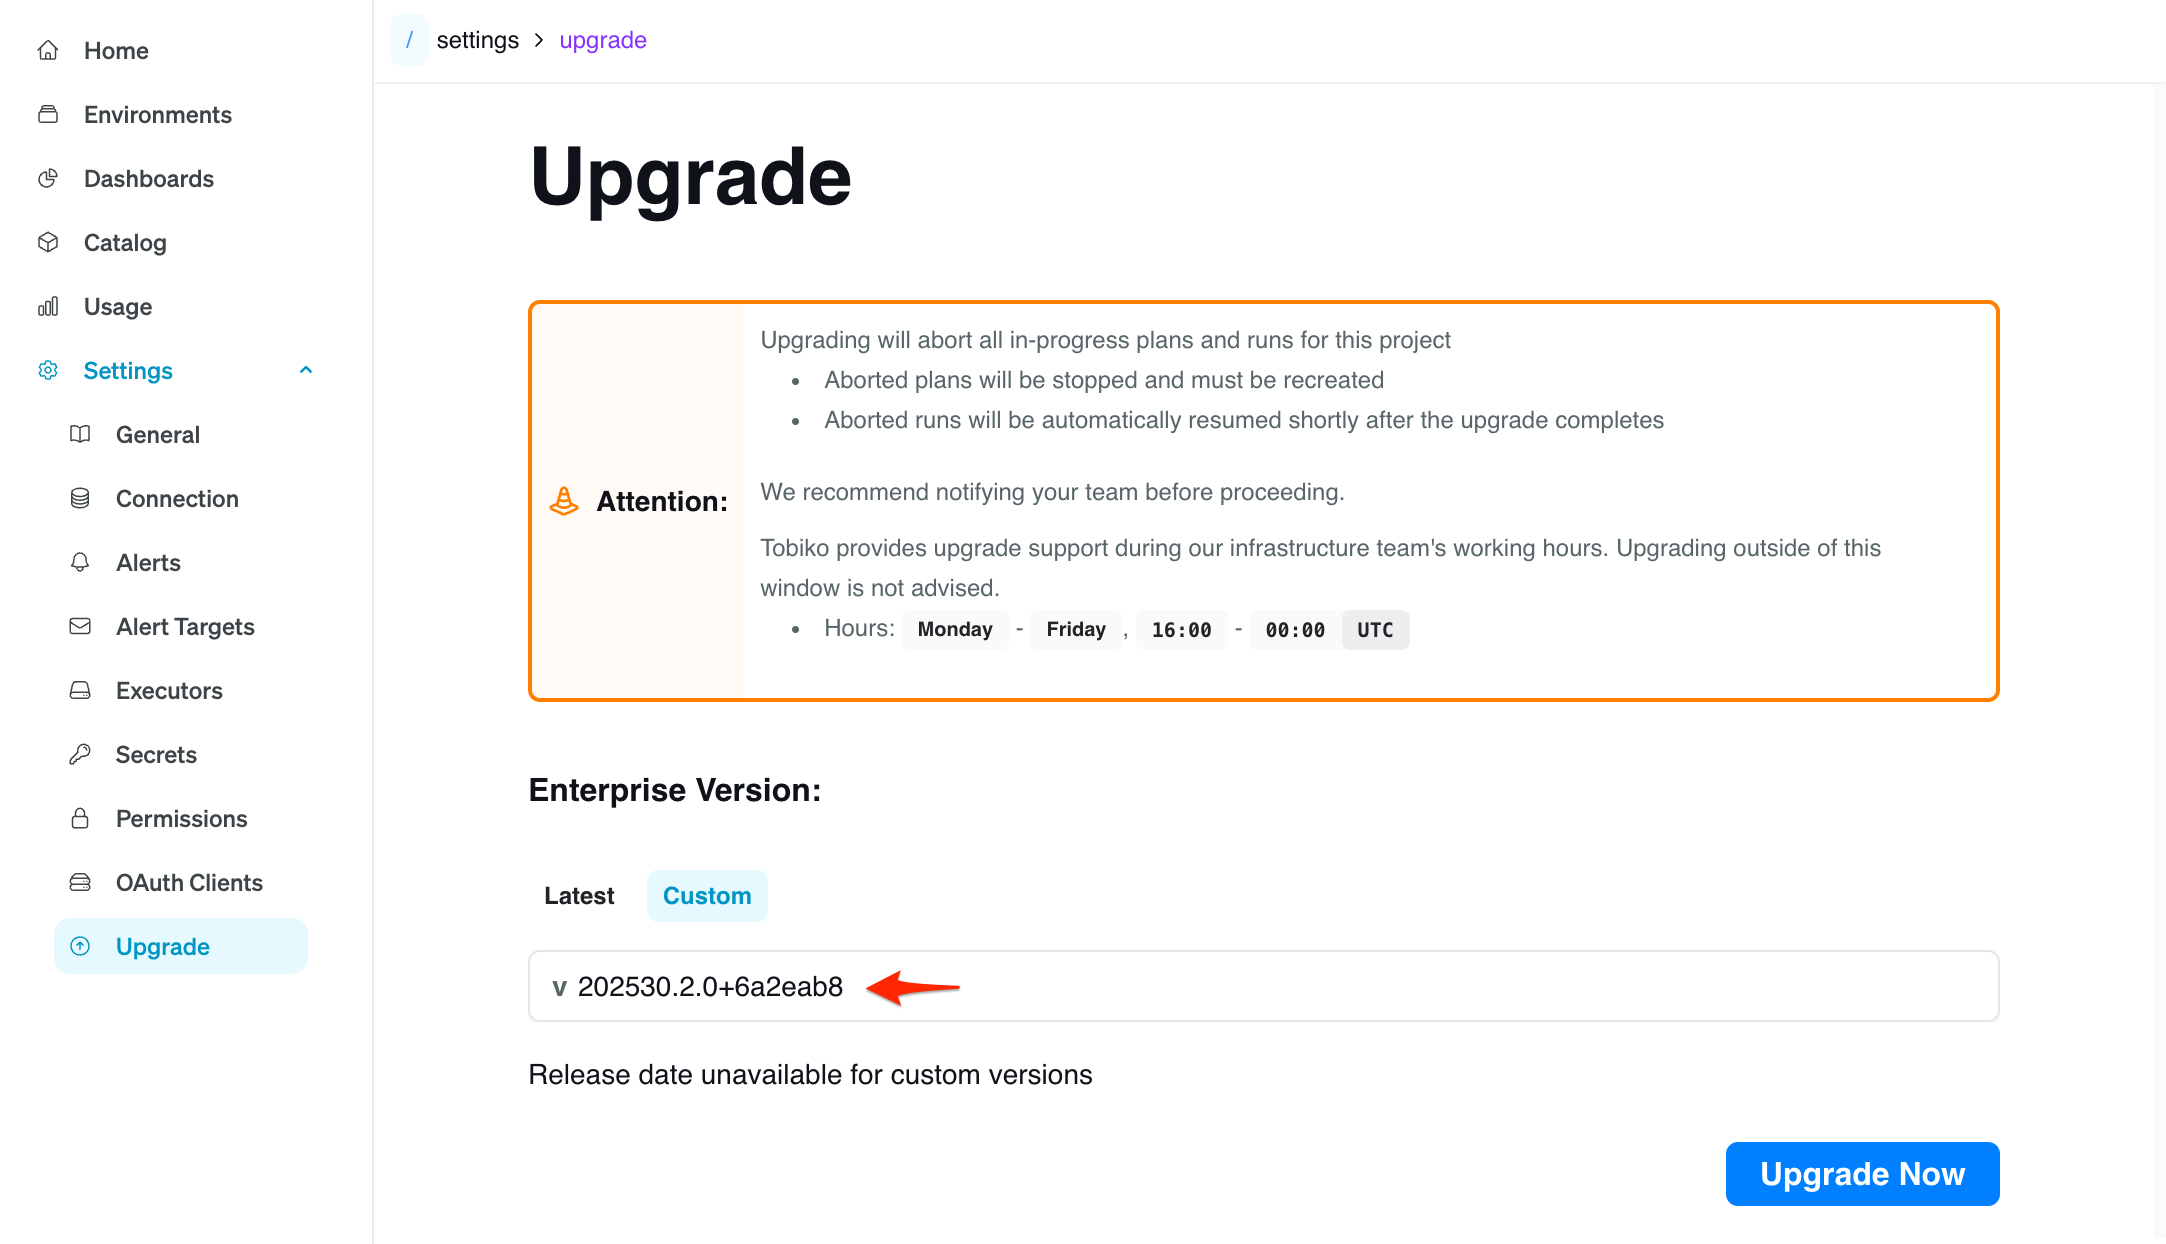 Home
Environments
Dashboards
Catalog
Usage
Settings
General
Connection
Alerts
Alert Targets
Executors
Secrets
Permissions
OAuth Clients
Upgrade
/ settings > upgrade
Upgrade
Attention:
Upgrading will abort all in-progress plans and runs for this project
• Aborted plans will be stopped and must be recreated
• Aborted runs will be automatically resumed shortly after the upgrade completes
We recommend notifying your team before proceeding.
Tobiko provides upgrade support during our infrastructure team's working hours. Upgrading outside of this
window is not advised.
• Hours: Monday - Friday, 16:00 - 00:00 UTC
Enterprise Version:
Latest Custom
v 202530.2.0+6a2eab8
Release date unavailable for custom versions
Upgrade Now